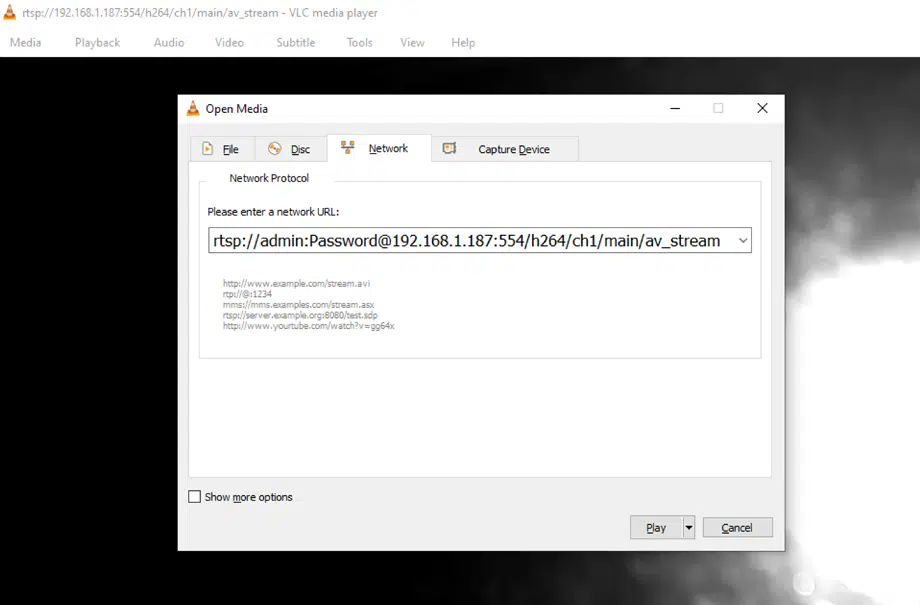 rtsp://192.168.1.187:554/h264/ch1/main/av_stream - VLC media player
Media Playback Audio Video Subtitle Tools View Help
Open Media
File Disc Network Capture Device
Network Protocol
Please enter a network URL:
rtsp://admin:Password@192.168.1.187:554/h264/ch1/main/av_stream
http://www.example.com/stream.avi
rtp://@:1234
mms://mms.examples.com/stream.asx
rtsp://server.example.org:8080/test.sdp
http://www.yourtube.com/watch?v=gg64x
Show more options
Play Cancel